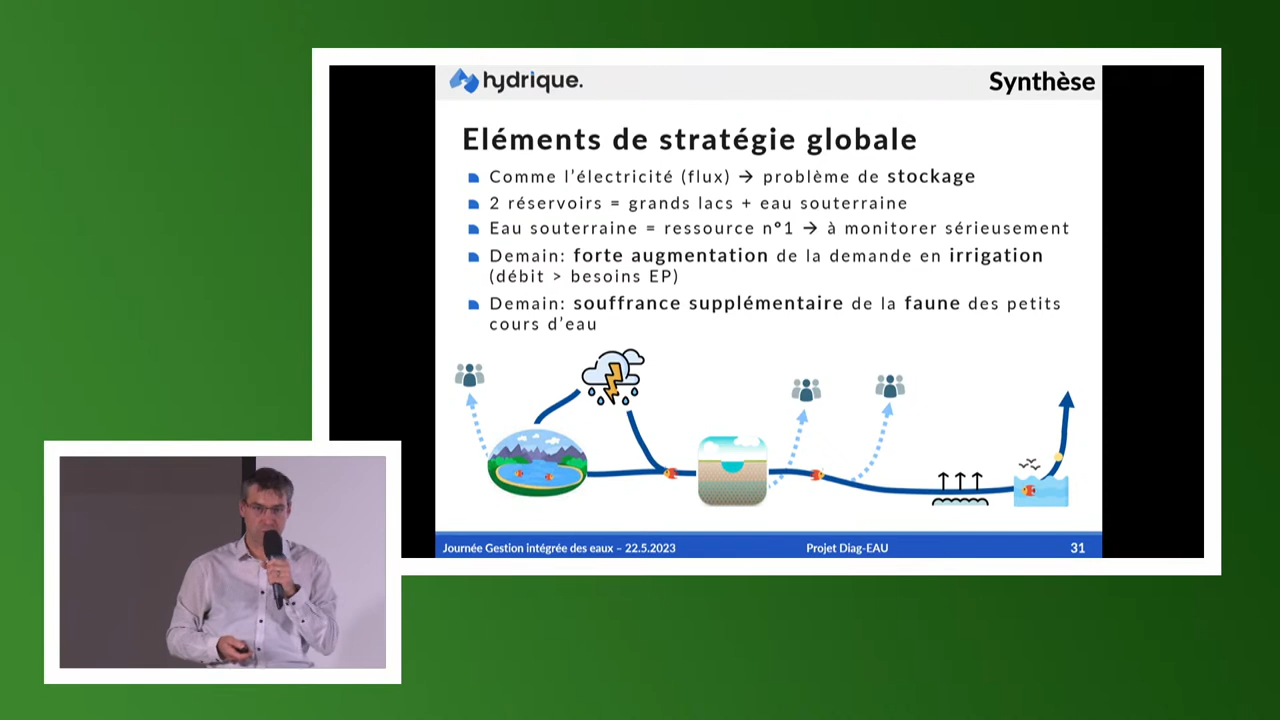 hydrique.
Synthèse
Eléments de stratégie globale
Comme l'électricité (flux) → problème de stockage
2 réservoirs = grands lacs + eau souterraine
Eau souterraine = ressource n°1 → à monitorer sérieusement
Demain: forte augmentation de la demande en irrigation
(débit > besoins EP)
Demain: souffrance supplémentaire de la faune des petits
cours d'eau
Journée Gestion intégrée des eaux – 22.5.2023
Projet Diag-EAU
31